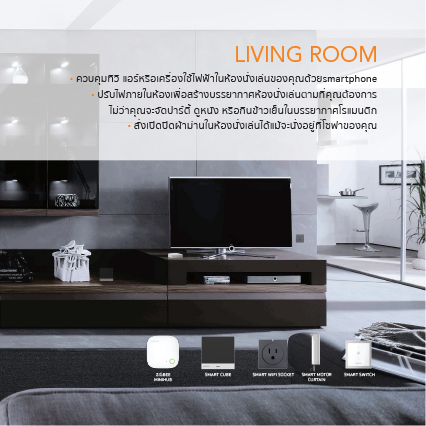 LIVING ROOM
• ควบคุมทีวี แอร์หรือเครื่องใช้ไฟฟ้าในห้องนั่งเล่นของคุณด้วยsmartphone
• ปรับไฟภายในห้องเพื่อสร้างบรรยากาศห้องนั่งเล่นตามที่คุณต้องการ
ไม่ว่าคุณจะจัดปาร์ตี้ ดูหนัง หรือกินข้าวเย็นในบรรยากาศโรแมนติก
• สั่งเปิดปิดผ้าม่านในห้องนั่งเล่นได้แม้จะนั่งอยู่ที่โซฟาของคุณ
ZIGBEE
MINIHUB
SMART CUBE
SMART WIFI SOCKET
SMART MOTOR
CURTAIN
SMART SWITCH